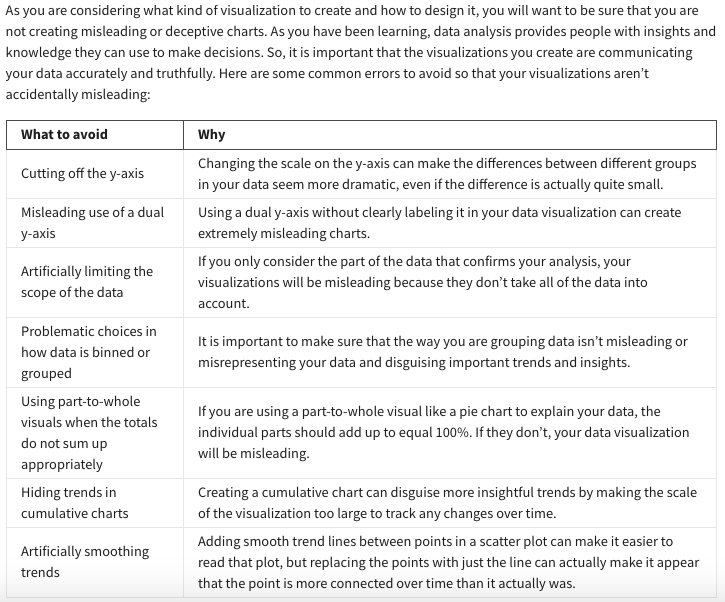 As you are considering what kind of visualization to create and how to design it, you will want to be sure that you are
not creating misleading or deceptive charts. As you have been learning, data analysis provides people with insights and
knowledge they can use to make decisions. So, it is important that the visualizations you create are communicating
your data accurately and truthfully. Here are some common errors to avoid so that your visualizations aren’t
accidentally misleading:
What to avoid
Why
Cutting off the y-axis
Changing the scale on the y-axis can make the differences between different groups
in your data seem more dramatic, even if the difference is actually quite small.
Misleading use of a dual
y-axis
Using a dual y-axis without clearly labeling it in your data visualization can create
extremely misleading charts.
Artificially limiting the
scope of the data
If you only consider the part of the data that confirms your analysis, your
visualizations will be misleading because they don’t take all of the data into
account.
Problematic choices in
how data is binned or
grouped
It is important to make sure that the way you are grouping data isn’t misleading or
misrepresenting your data and disguising important trends and insights.
Using part-to-whole
visuals when the totals
do not sum up
appropriately
If you are using a part-to-whole visual like a pie chart to explain your data, the
individual parts should add up to equal 100%. If they don’t, your data visualization
will be misleading.
Hiding trends in
cumulative charts
Creating a cumulative chart can disguise more insightful trends by making the scale
of the visualization too large to track any changes over time.
Artificially smoothing
trends
Adding smooth trend lines between points in a scatter plot can make it easier to
read that plot, but replacing the points with just the line can actually make it appear
that the point is more connected over time than it actually was.